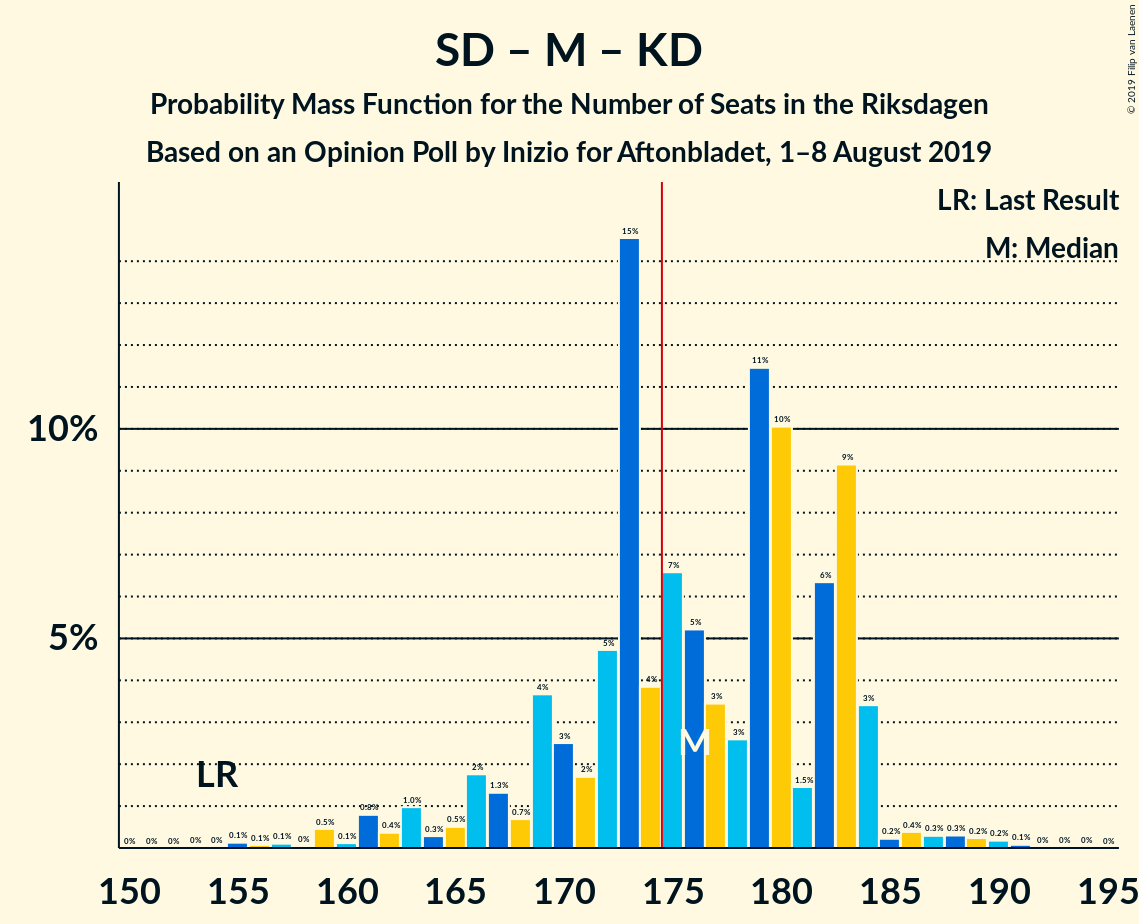 SD – M – KD
Probability Mass Function for the Number of Seats in the Riksdagen
Based on an Opinion Poll by Inizio for Aftonbladet, 1–8 August 2019
© 2019 Filip van Laenen
LR: Last Result
M: Median
10%
5%
LR
M
0% 0% 0% 0% 0% 0.1% 0.1% 0.1% 0% 0.5% 0.1% 0.8% 0.4% 1.0% 0.3% 0.5% 2% 1.3% 0.7% 4% 3% 2% 5% 15% 4% 7% 5% 3% 3% 11% 10% 1.5% 6% 9% 3% 0.2% 0.4% 0.3% 0.3% 0.2% 0.2% 0.1% 0% 0% 0% 0%
150 155 160 165 170 175 180 185 190 195